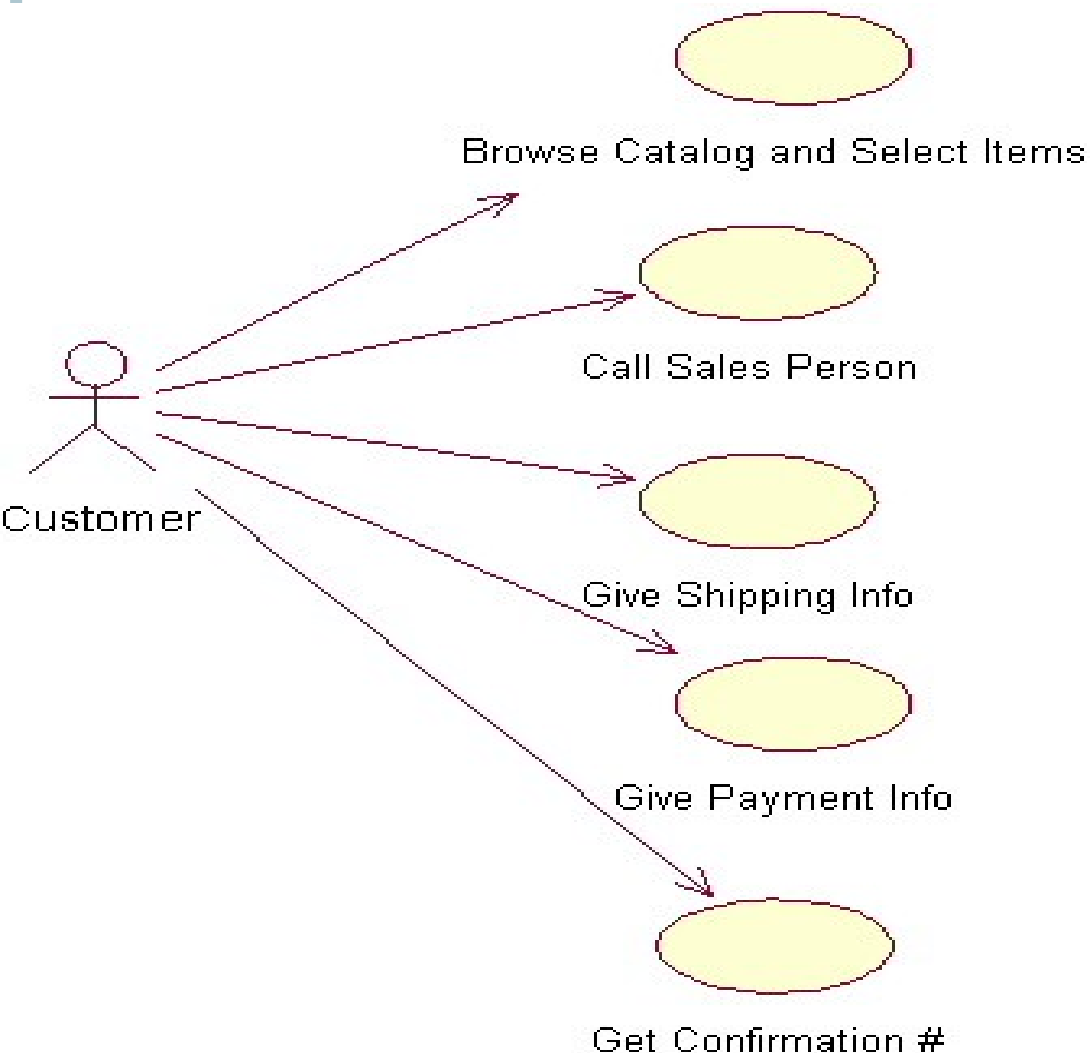 Browse Catalog and Select Items
Call Sales Person
Customer
Give Shipping Info
Give Payment Info
Get Confirmation #